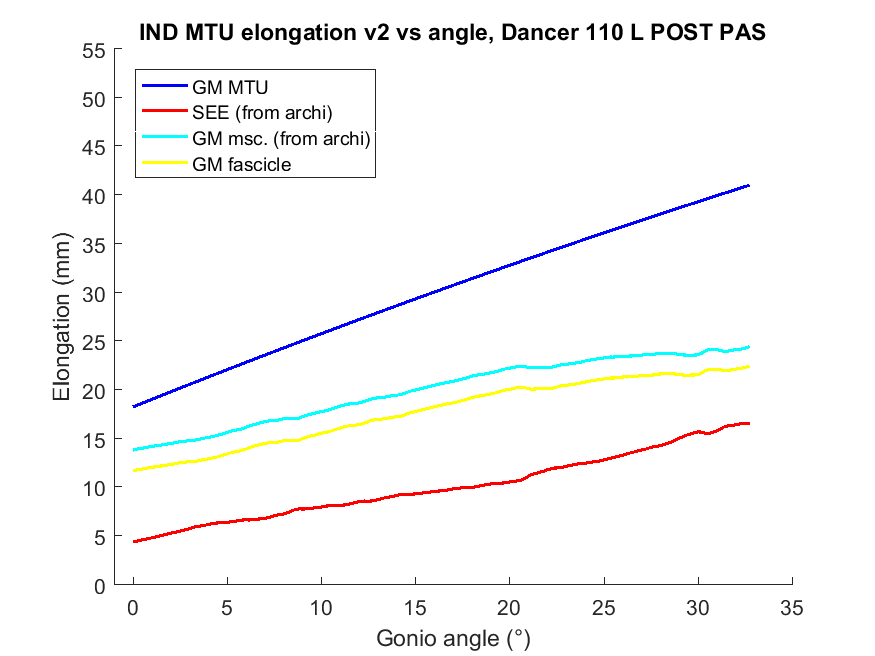 IND MTU elongation v2 vs angle, Dancer 110 L POST PAS
55
50
45
40
35
30
25
20
15
10
5
0
Elongation (mm)
GM MTU
SEE (from archi)
GM msc. (from archi)
GM fascicle
0 5 10 15 20 25 30 35
Gonio angle (°)